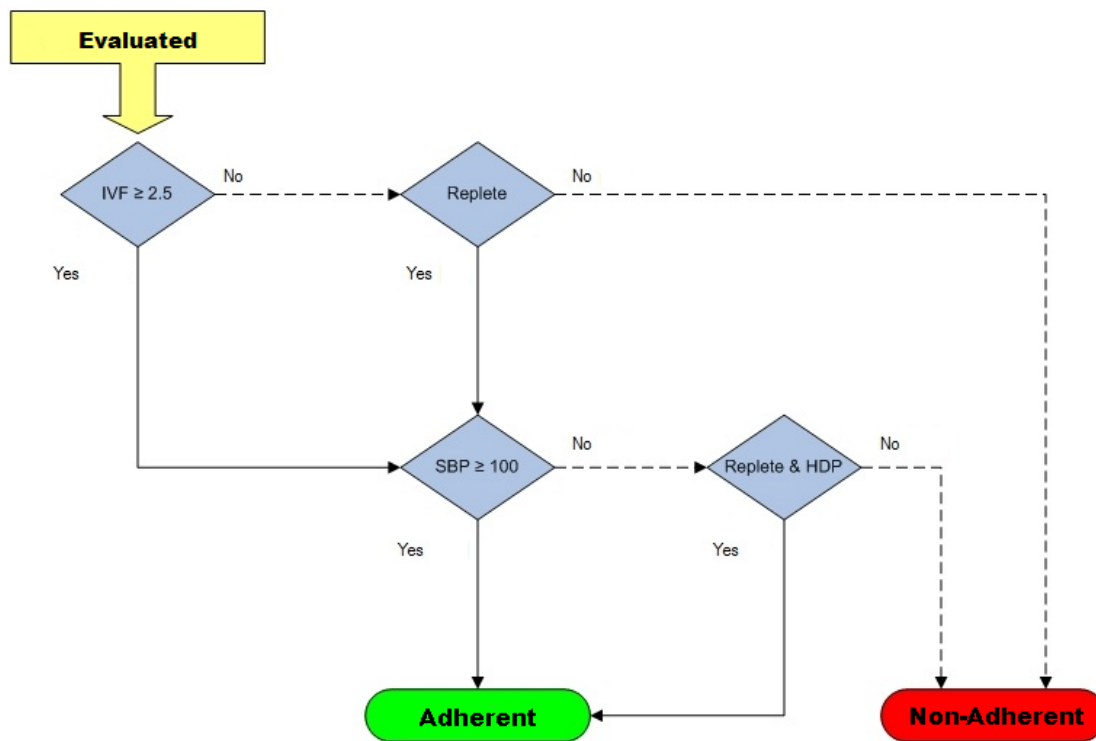 Evaluated
IVF ≥ 2.5
No
Replete
No
Yes
Yes
SBP ≥ 100
No
Replete & HDP
No
Yes
Yes
Adherent
Non-Adherent